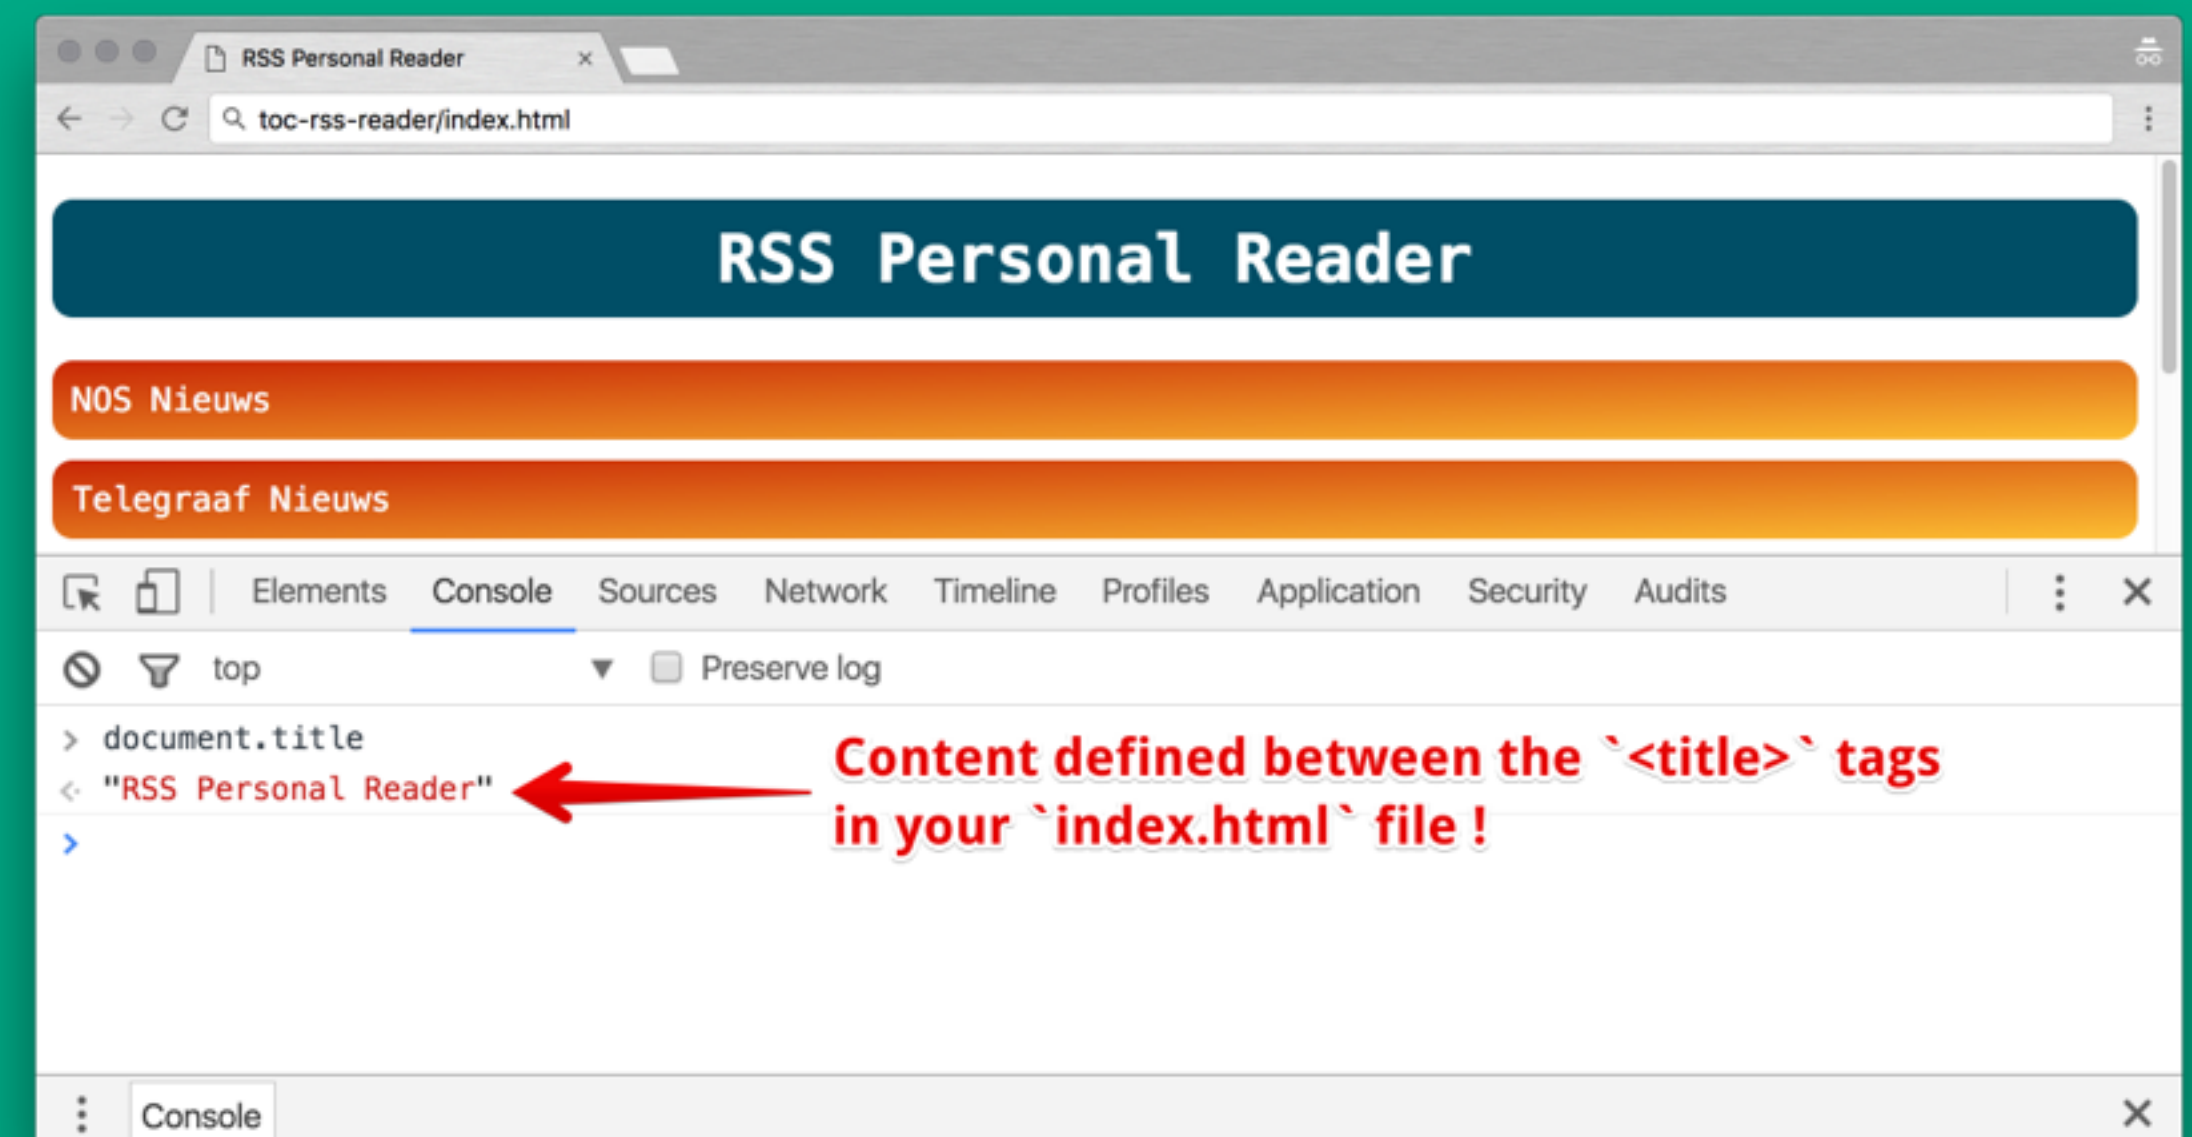 RSS Personal Reader
toc-rss-reader/index.html
RSS Personal Reader
NOS Nieuws
Telegraaf Nieuws
Elements Console Sources Network Timeline Profiles Application Security Audits
top Preserve log
document.title
"RSS Personal Reader"
Content defined between the `<title>` tags
in your `index.html` file !
Console